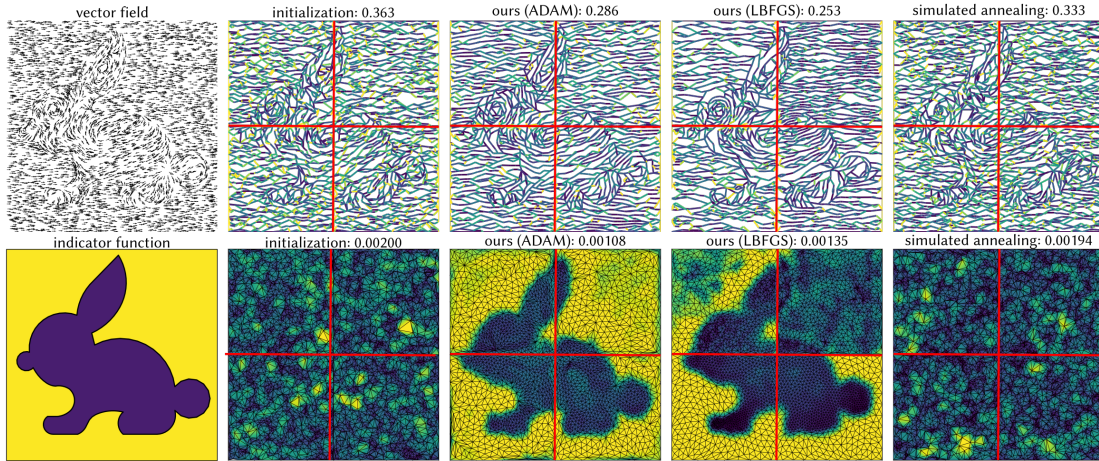 vector field
initialization: 0.363
ours (ADAM): 0.286
ours (LBFGS): 0.253
simulated annealing: 0.333
indicator function
initialization: 0.00200
ours (ADAM): 0.00108
ours (LBFGS): 0.00135
simulated annealing: 0.00194